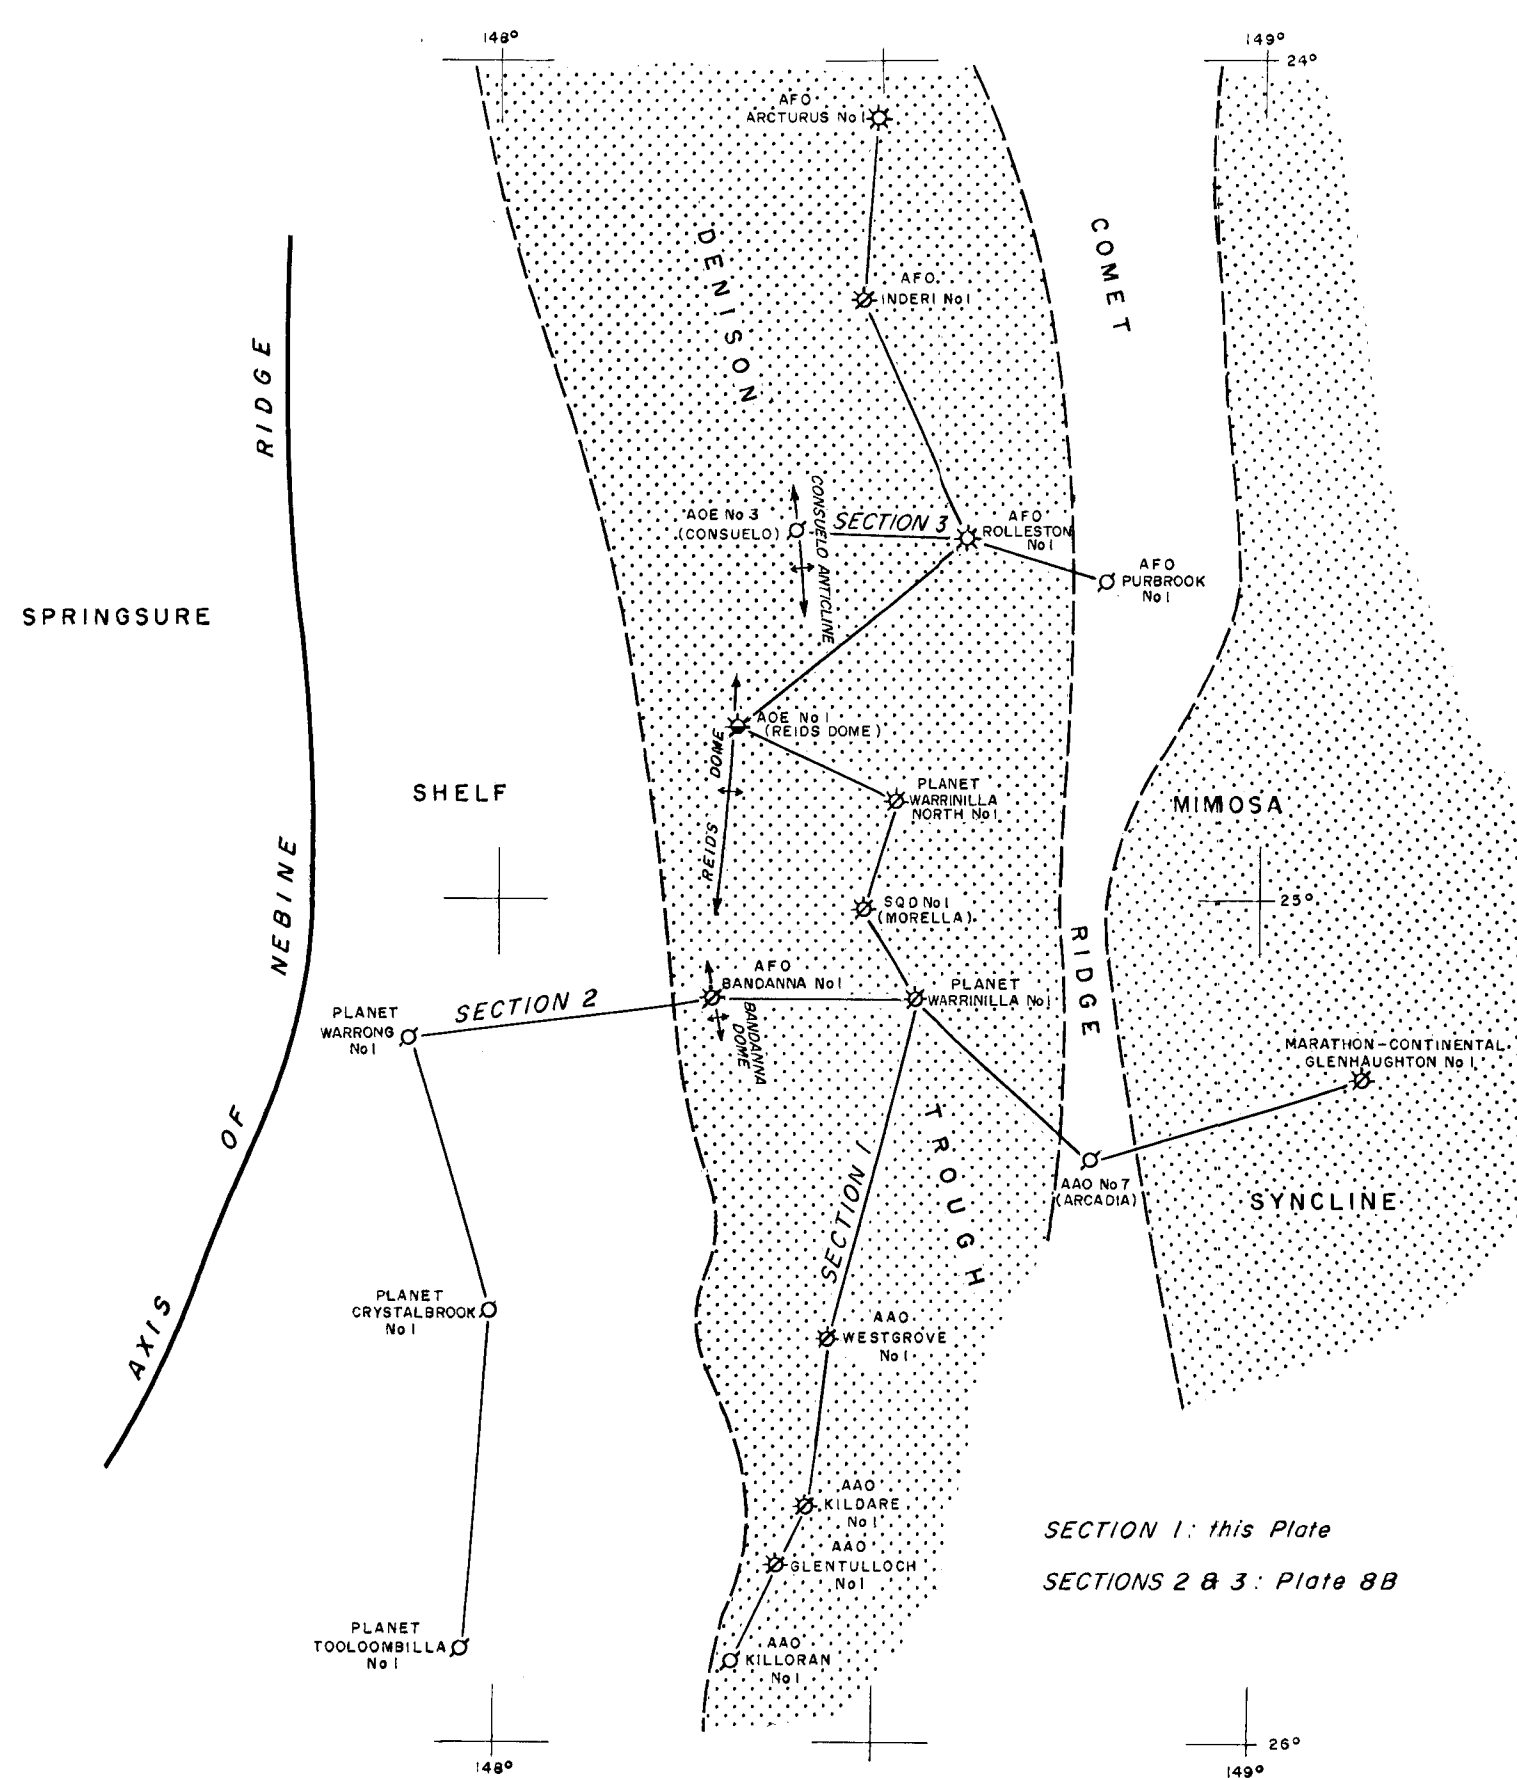 148°
149°
24°
AFO
ARCTURUS No 1
DENISON
COMET
AFO
INDERI No 1
RIDGE
CONSUELO ANTICLINE
AOE No 3
(CONSUELO)
SECTION 3
AFO
ROLLESTON
No 1
AFO
PURBROOK
No 1
SPRINGSURE
AOE No 1
(REIDS DOME)
REIDS DOME
SHELF
PLANET
WARRINILLA
NORTH No 1
MIMOSA
NEBINE
SQD No 1
(MORELLA)
25°
RIDGE
AFO
BANDANNA No 1
BANDANNA
DOME
PLANET
WARRINILLA No 1
SECTION 2
PLANET
WARRONG
No 1
MARATHON-CONTINENTAL
GLENHAUGHTON No 1
OF
TROUGH
SECTION 1
AAO No 7
(ARCADIA)
SYNCLINE
PLANET
CRYSTALBROOK
No 1
AXIS
AAO
WESTGROVE
No 1
AAO
KILDARE
No 1
SECTION 1: this Plate
AAO
GLENTULLOCH
No 1
SECTIONS 2 & 3: Plate 8B
PLANET
TOOLOOMBILLA
No 1
AAO
KILLORAN
No 1
26°
148°
149°